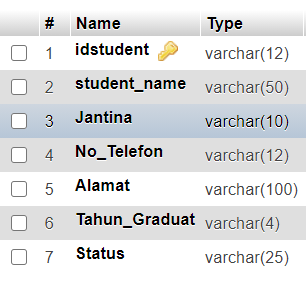 # Name Type
1 idstudent varchar(12)
2 student_name varchar(50)
3 Jantina varchar(10)
4 No_Telefon varchar(12)
5 Alamat varchar(100)
6 Tahun_Graduat varchar(4)
7 Status varchar(25)